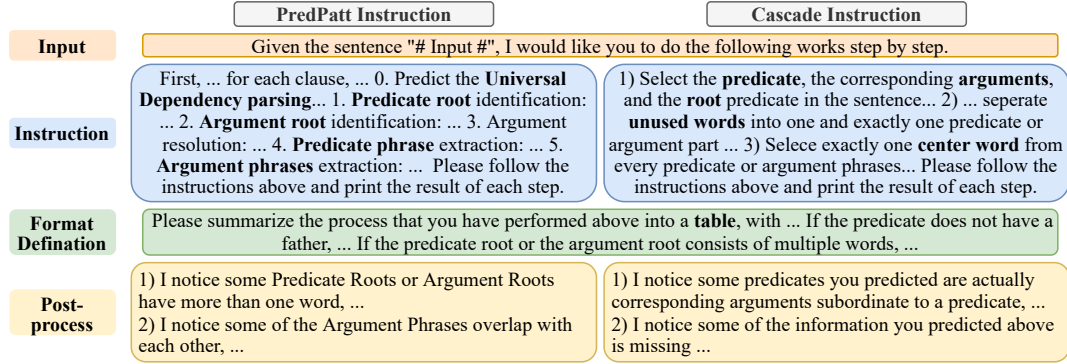 PredPatt Instruction
Cascade Instruction
Input
Given the sentence "# Input #", I would like you to do the following works step by step.
Instruction
First, ... for each clause, ... 0. Predict the Universal
Dependency parsing... 1. Predicate root identification:
... 2. Argument root identification: ... 3. Argument
resolution: ... 4. Predicate phrase extraction: ... 5.
Argument phrases extraction: ... Please follow the
instructions above and print the result of each step.
1) Select the predicate, the corresponding arguments,
and the root predicate in the sentence... 2) ... seperate
unused words into one and exactly one predicate or
argument part ... 3) Selece exactly one center word from
every predicate or argument phrases... Please follow the
instructions above and print the result of each step.
Format
Defination
Please summarize the process that you have performed above into a table, with ... If the predicate does not have a
father, ... If the predicate root or the argument root consists of multiple words, ...
Post-
process
1) I notice some Predicate Roots or Argument Roots
have more than one word, ...
2) I notice some of the Argument Phrases overlap with
each other, ...
1) I notice some predicates you predicted are actually
corresponding arguments subordinate to a predicate, ...
2) I notice some of the information you predicted above
is missing ...